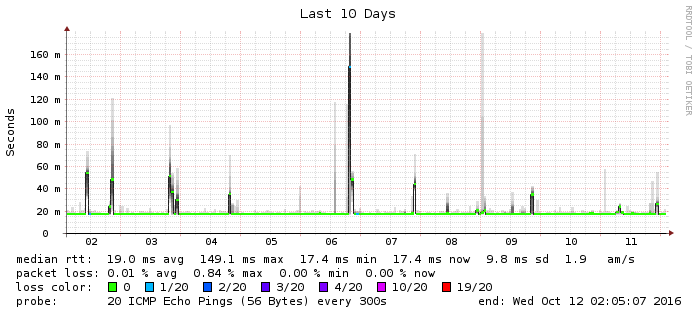 Last 10 Days
RRDTOOL / TOBI OETIKER
Seconds
160 m
140 m
120 m
100 m
80 m
60 m
40 m
20 m
0
02 03 04 05 06 07 08 09 10 11
median rtt: 19.0 ms avg 149.1 ms max 17.4 ms min 17.4 ms now 9.8 ms sd 1.9 am/s
packet loss: 0.01 % avg 0.84 % max 0.00 % min 0.00 % now
loss color: 0 1/20 2/20 3/20 4/20 10/20 19/20
probe: 20 ICMP Echo Pings (56 Bytes) every 300s end: Wed Oct 12 02:05:07 2016